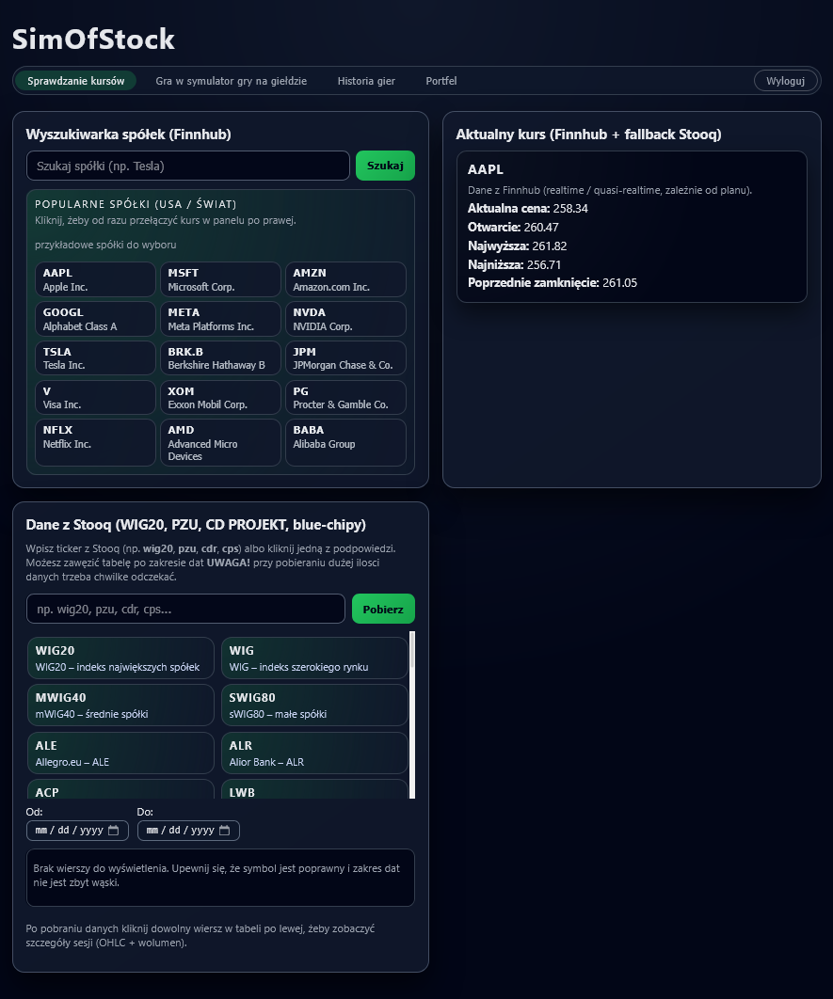 SimOfStock
Sprawdzanie kursów
Gra w symulator gry na giełdzie
Historia gier
Portfel
Wyloguj
Wyszukiwarka spółek (Finnhub)
Szukaj spółki (np. Tesla)
Szukaj
POPULARNE SPÓŁKI (USA / ŚWIAT)
Kliknij, żeby od razu przełączyć kurs w panelu po prawej.
przykładowe spółki do wyboru
AAPL
Apple Inc.
MSFT
Microsoft Corp.
AMZN
Amazon.com Inc.
GOOGL
Alphabet Class A
META
Meta Platforms Inc.
NVDA
NVIDIA Corp.
TSLA
Tesla Inc.
BRK.B
Berkshire Hathaway B
JPM
JPMorgan Chase & Co.
V
Visa Inc.
XOM
Exxon Mobil Corp.
PG
Procter & Gamble Co.
NFLX
Netflix Inc.
AMD
Advanced Micro
Devices
BABA
Alibaba Group
Aktualny kurs (Finnhub + fallback Stooq)
AAPL
Dane z Finnhub (realtime / quasi-realtime, zależnie od planu).
Aktualna cena: 258.34
Otwarcie: 260.47
Najwyższa: 261.82
Najniższa: 256.71
Poprzednie zamknięcie: 261.05
Dane z Stooq (WIG20, PZU, CD PROJEKT, blue-chipy)
Wpisz ticker z Stooq (np. wig20, pzu, cdr, cps) albo kliknij jedną z podpowiedzi.
Możesz zawęzić tabelę po zakresie dat UWAGA! przy pobieraniu dużej ilosci
danych trzeba chwilke odczekać.
np. wig20, pzu, cdr, cps...
Pobierz
WIG20
WIG20 – indeks największych spółek
WIG
WIG – indeks szerokiego rynku
MWIG40
mWIG40 – średnie spółki
SWIG80
sWIG80 – małe spółki
ALE
Allegro.eu – ALE
ALR
Alior Bank – ALR
ACP
LWB
Od:
Do:
mm / dd / yyyy
mm / dd / yyyy
Brak wierszy do wyświetlenia. Upewnij się, że symbol jest poprawny i zakres dat
nie jest zbyt wąski.
Po pobraniu danych kliknij dowolny wiersz w tabeli po lewej, żeby zobaczyć
szczegóły sesji (OHLC + wolumen).